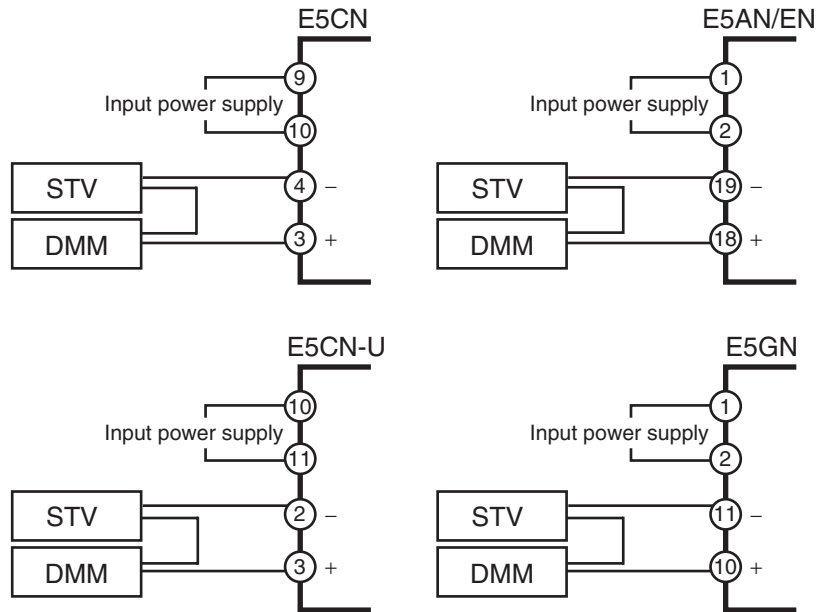 E5CN
9
Input power supply
10
STV
4 −
DMM
3 +
E5AN/EN
1
Input power supply
2
STV
19 −
DMM
18 +
E5CN-U
10
Input power supply
11
STV
2 −
DMM
3 +
E5GN
1
Input power supply
2
STV
11 −
DMM
10 +